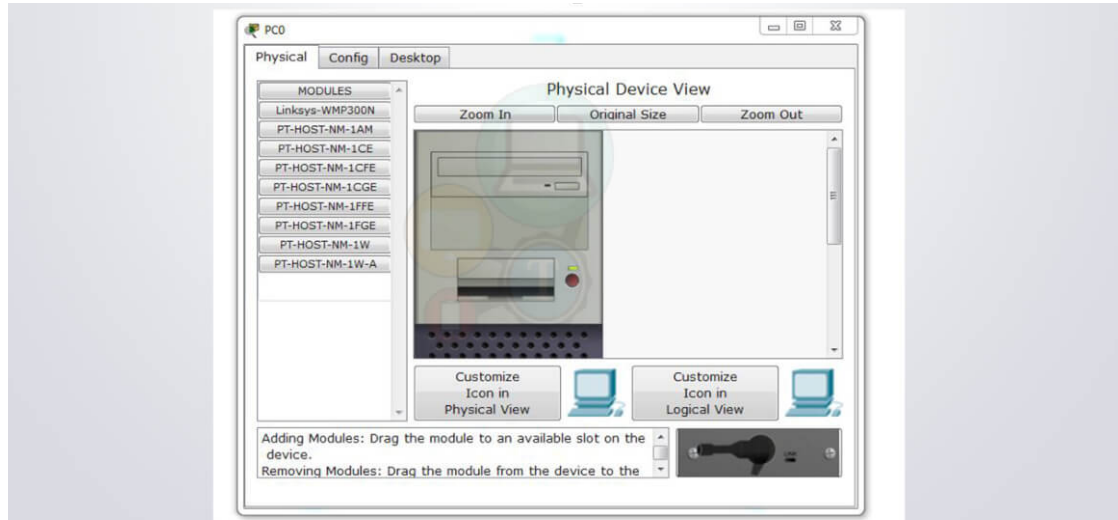 PC0
Physical Config Desktop
MODULES
Linksys-WMP300N
PT-HOST-NM-1AM
PT-HOST-NM-1CE
PT-HOST-NM-1CFE
PT-HOST-NM-1CGE
PT-HOST-NM-1FFE
PT-HOST-NM-1FGE
PT-HOST-NM-1W
PT-HOST-NM-1W-A
Physical Device View
Zoom In Original Size Zoom Out
Customize
Icon in
Physical View
Customize
Icon in
Logical View
Adding Modules: Drag the module to an available slot on the
device.
Removing Modules: Drag the module from the device to the